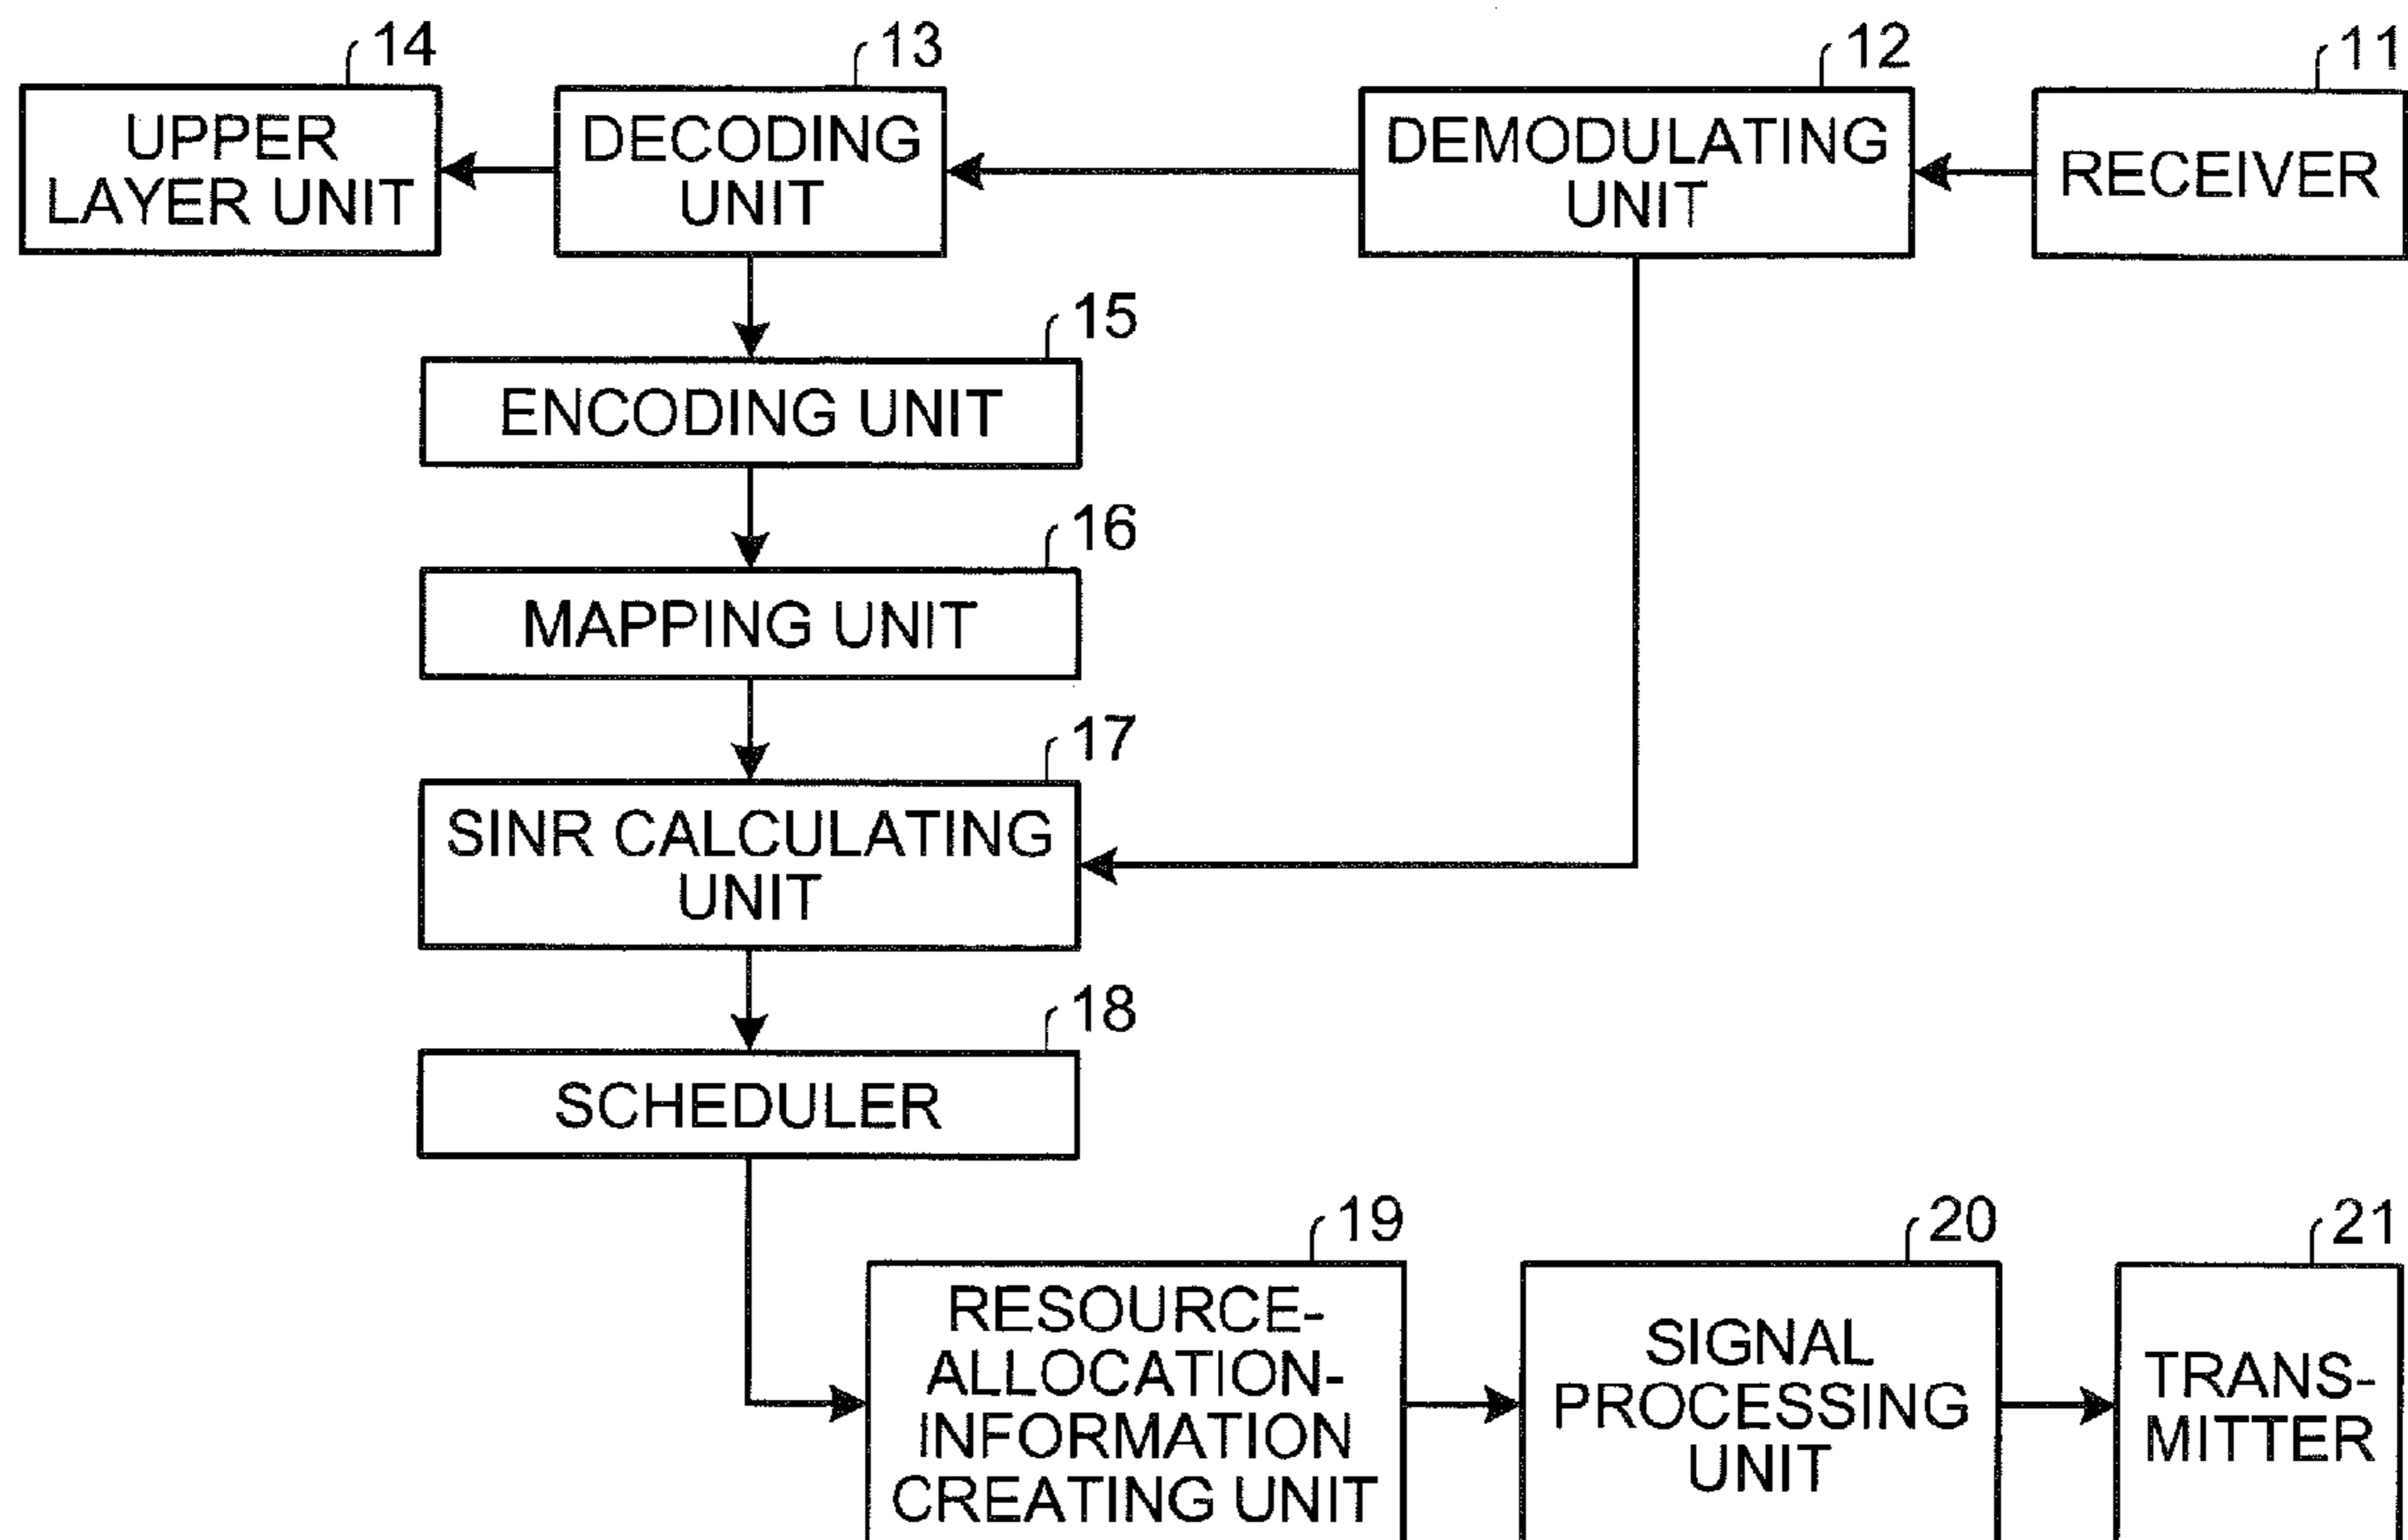 14
13
12
11
UPPER
LAYER UNIT
DECODING
UNIT
DEMODULATING
UNIT
RECEIVER
15
ENCODING UNIT
16
MAPPING UNIT
17
SINR CALCULATING
UNIT
18
SCHEDULER
19
20
21
RESOURCE-
ALLOCATION-
INFORMATION
CREATING UNIT
SIGNAL
PROCESSING
UNIT
TRANS-
MITTER